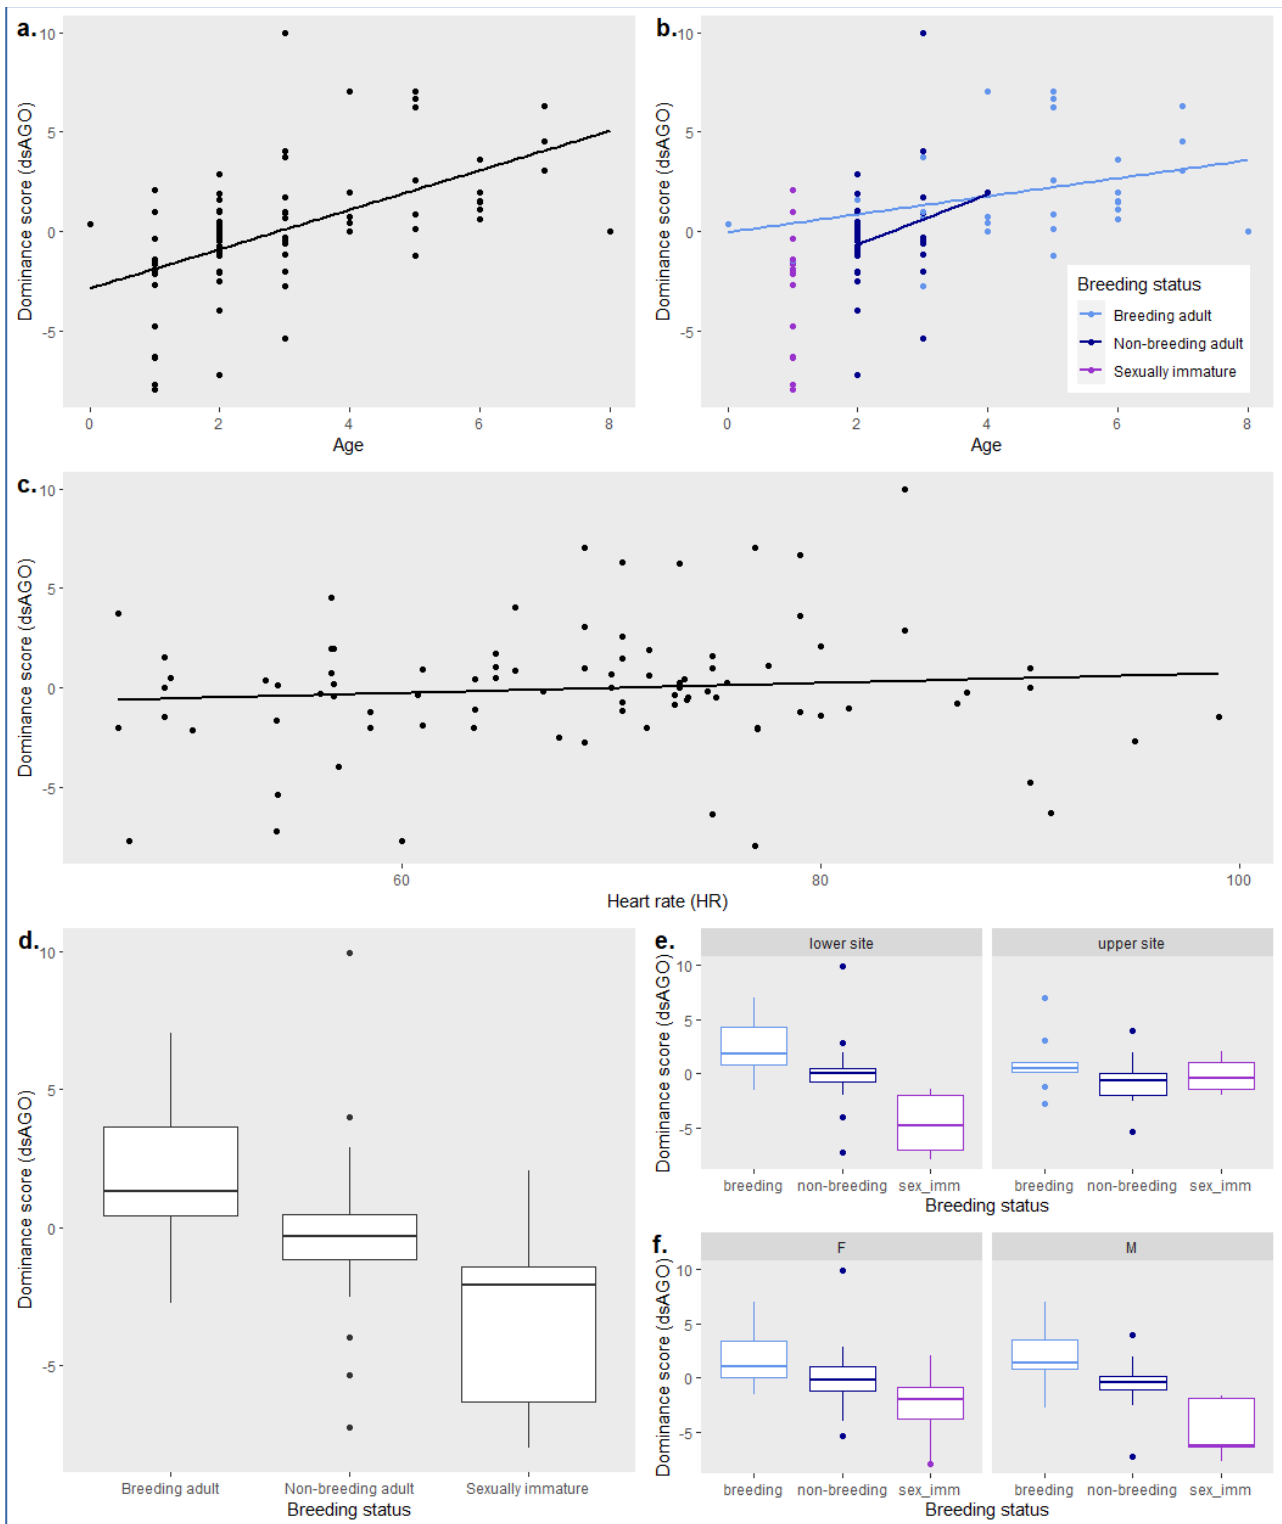 a.
Dominance score (dsAGO)
10
5
0
-5
0 2 4 6 8
Age
b.
Dominance score (dsAGO)
10
5
0
-5
Breeding status
Breeding adult
Non-breeding adult
Sexually immature
0 2 4 6 8
Age
c.
Dominance score (dsAGO)
10
5
0
-5
60 80 100
Heart rate (HR)
d.
Dominance score (dsAGO)
10
5
0
-5
Breeding adult Non-breeding adult Sexually immature
Breeding status
e.
lower site upper site
Dominance score (dsAGO)
10
5
0
-5
breeding non-breeding sex_imm breeding non-breeding sex_imm
Breeding status
f.
F M
Dominance score (dsAGO)
10
5
0
-5
breeding non-breeding sex_imm breeding non-breeding sex_imm
Breeding status